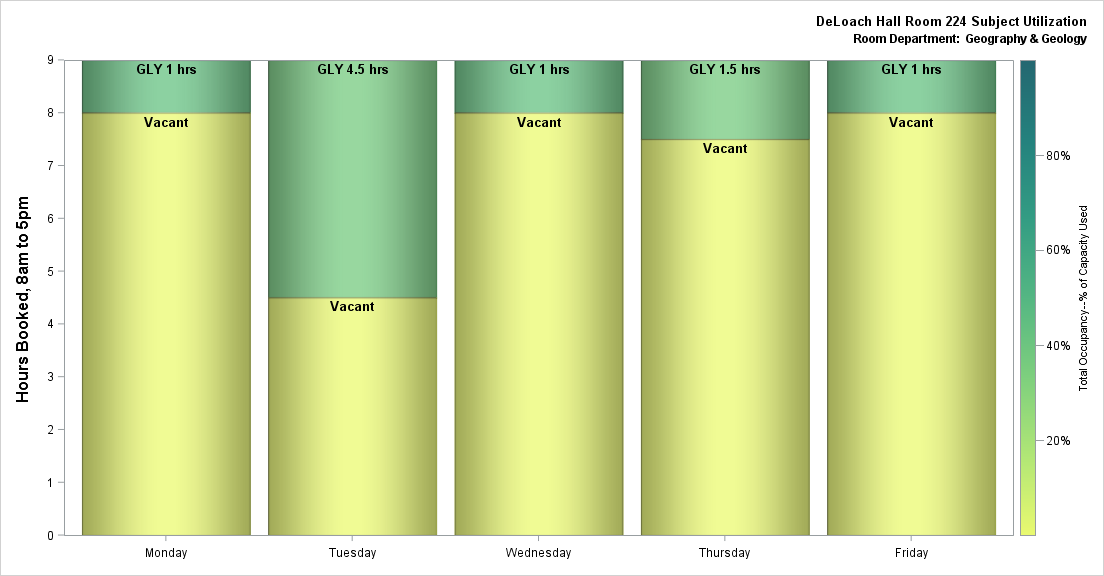 DeLoach Hall Room 224 Subject Utilization
Room Department: Geography & Geology
Hours Booked, 8am to 5pm
9
8
7
6
5
4
3
2
1
0
GLY 1 hrs
Vacant
GLY 4.5 hrs
Vacant
GLY 1 hrs
Vacant
GLY 1.5 hrs
Vacant
GLY 1 hrs
Vacant
Monday
Tuesday
Wednesday
Thursday
Friday
80%
60%
40%
20%
Total Occupancy--% of Capacity Used